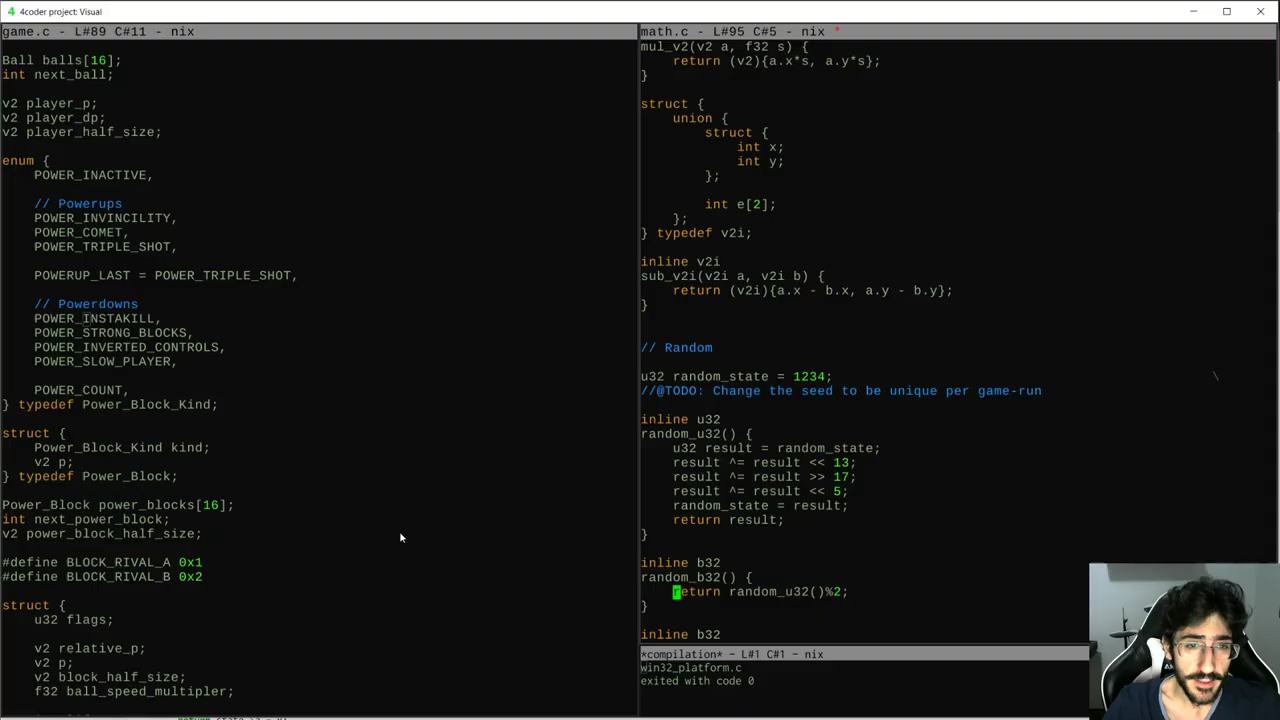 4 4coder project: Visual
game.c - L#89 C#11 - nix
Ball balls[16];
int next_ball;
v2 player_p;
v2 player_dp;
v2 player_half_size;
enum {
POWER_INACTIVE,
// Powerups
POWER_INVINCILITY,
POWER_COMET,
POWER_TRIPLE_SHOT,
POWERUP_LAST = POWER_TRIPLE_SHOT,
// Powerdowns
POWER_INSTAKILL,
POWER_STRONG_BLOCKS,
POWER_INVERTED_CONTROLS,
POWER_SLOW_PLAYER,
POWER_COUNT,
} typedef Power_Block_Kind;
struct {
Power_Block_Kind kind;
v2 p;
} typedef Power_Block;
Power_Block power_blocks[16];
int next_power_block;
v2 power_block_half_size;
#define BLOCK_RIVAL_A 0x1
#define BLOCK_RIVAL_B 0x2
struct {
u32 flags;
v2 relative_p;
v2 p;
v2 block_half_size;
f32 ball_speed_multipler;
math.c - L#95 C#5 - nix *
mul_v2(v2 a, f32 s) {
return (v2){a.x*s, a.y*s};
}
struct {
union {
struct {
int x;
int y;
};
int e[2];
};
} typedef v2i;
inline v2i
sub_v2i(v2i a, v2i b) {
return (v2i){a.x - b.x, a.y - b.y};
}
// Random
u32 random_state = 1234; \
//@TODO: Change the seed to be unique per game-run
inline u32
random_u32() {
u32 result = random_state;
result ^= result << 13;
result ^= result >> 17;
result ^= result << 5;
random_state = result;
return result;
}
inline b32
random_b32() {
return random_u32()%2;
}
inline b32
*compilation* - L#1 C#1 - nix
win32_platform.c
exited with code 0